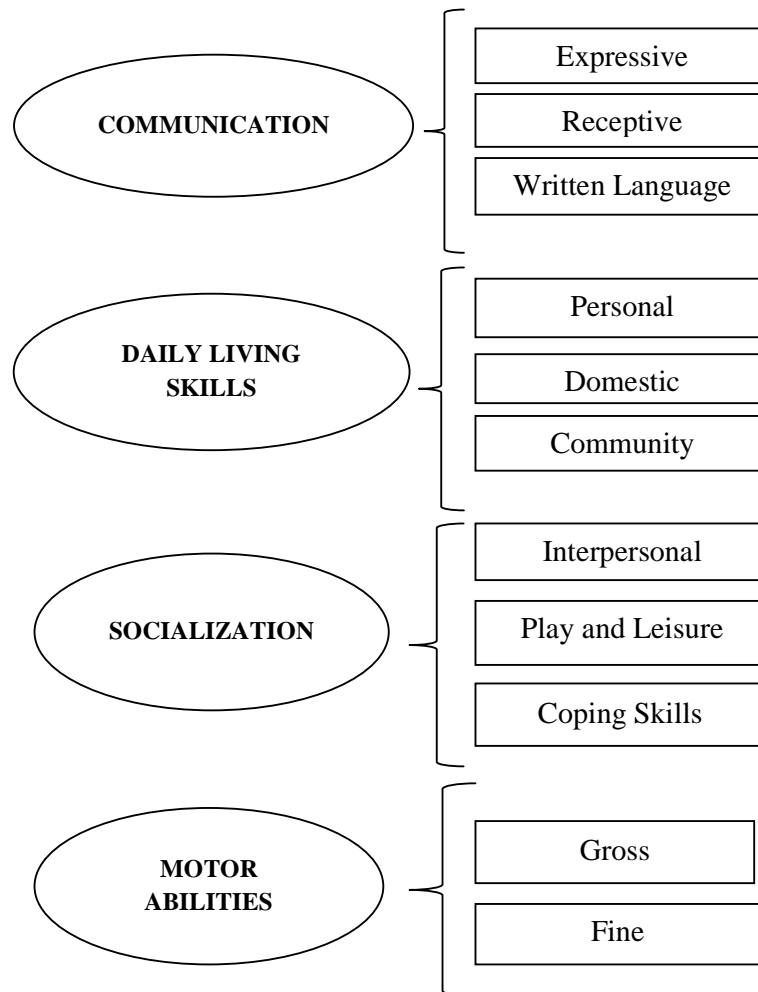 COMMUNICATION
Expressive
Receptive
Written Language
DAILY LIVING
SKILLS
Personal
Domestic
Community
SOCIALIZATION
Interpersonal
Play and Leisure
Coping Skills
MOTOR
ABILITIES
Gross
Fine